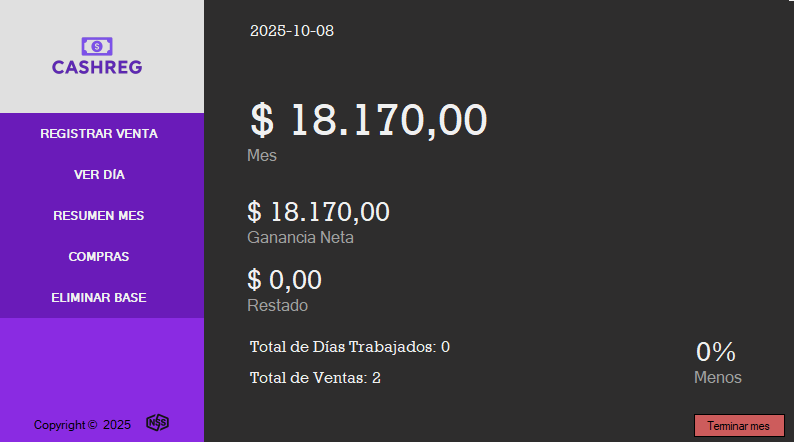 CASHREG
REGISTRAR VENTA
VER DÍA
RESUMEN MES
COMPRAS
ELIMINAR BASE
Copyright © 2025
NSS
2025-10-08
$ 18.170,00
Mes
$ 18.170,00
Ganancia Neta
$ 0,00
Restado
Total de Días Trabajados: 0
Total de Ventas: 2
0%
Menos
Terminar mes